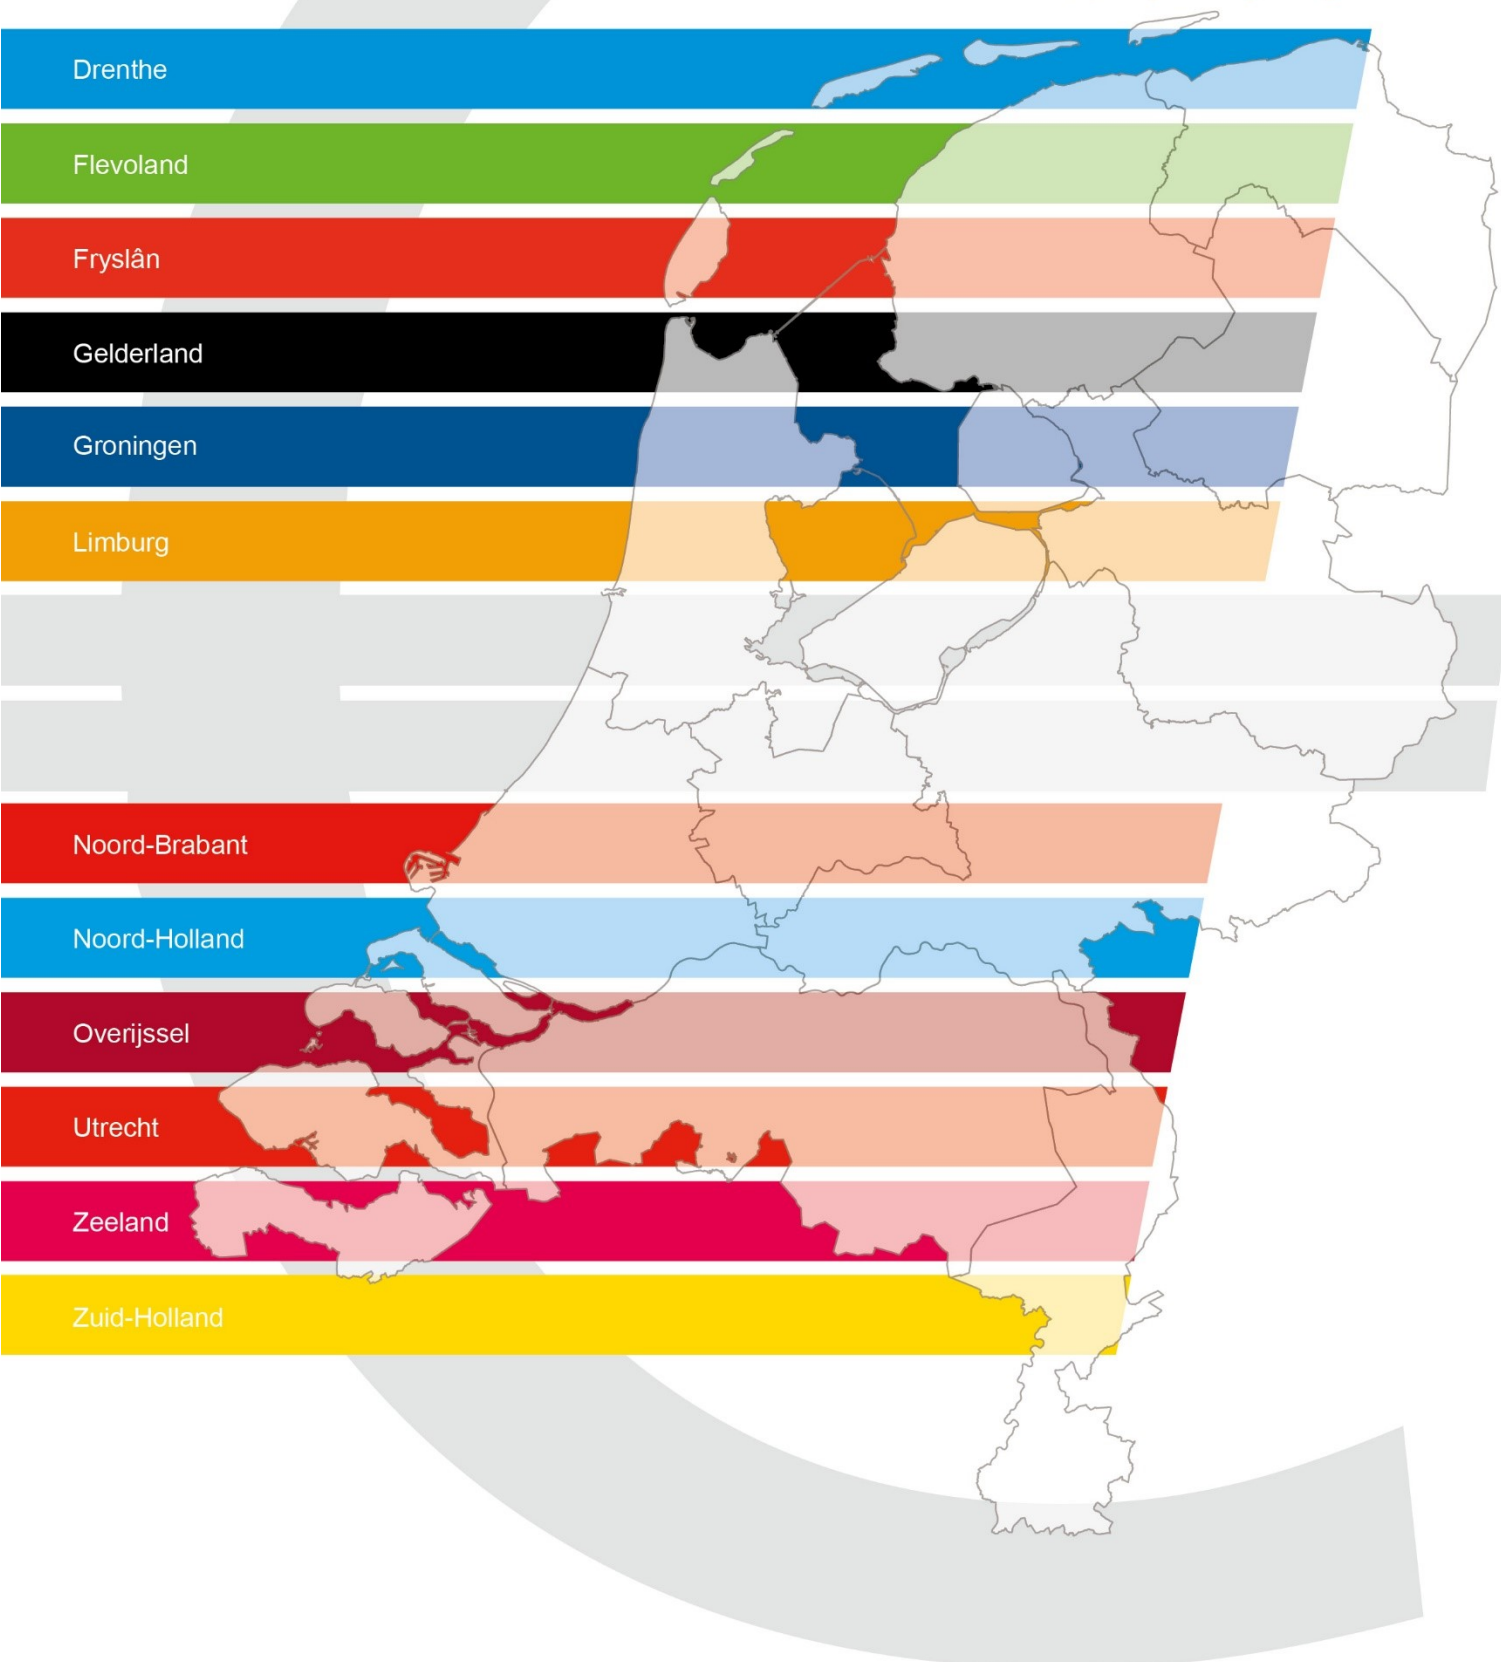 Drenthe
Flevoland
Fryslân
Gelderland
Groningen
Limburg
Noord-Brabant
Noord-Holland
Overijssel
Utrecht
Zeeland
Zuid-Holland